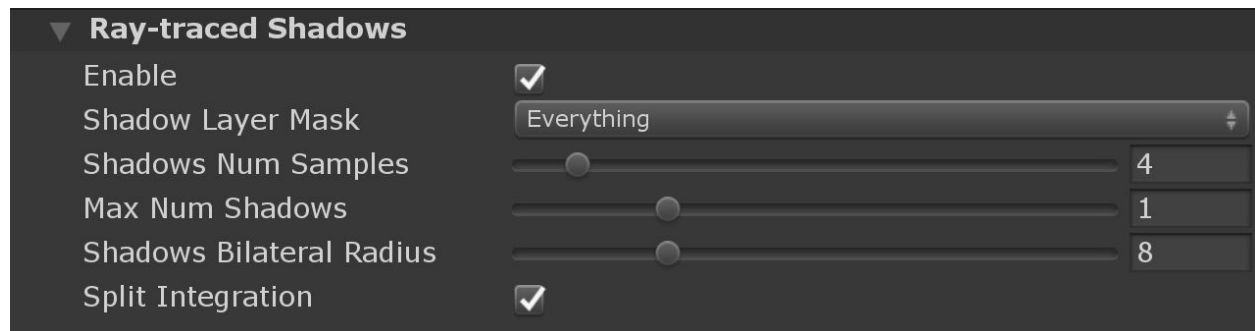 Ray-traced Shadows
Enable
Shadow Layer Mask Everything
Shadows Num Samples 4
Max Num Shadows 1
Shadows Bilateral Radius 8
Split Integration